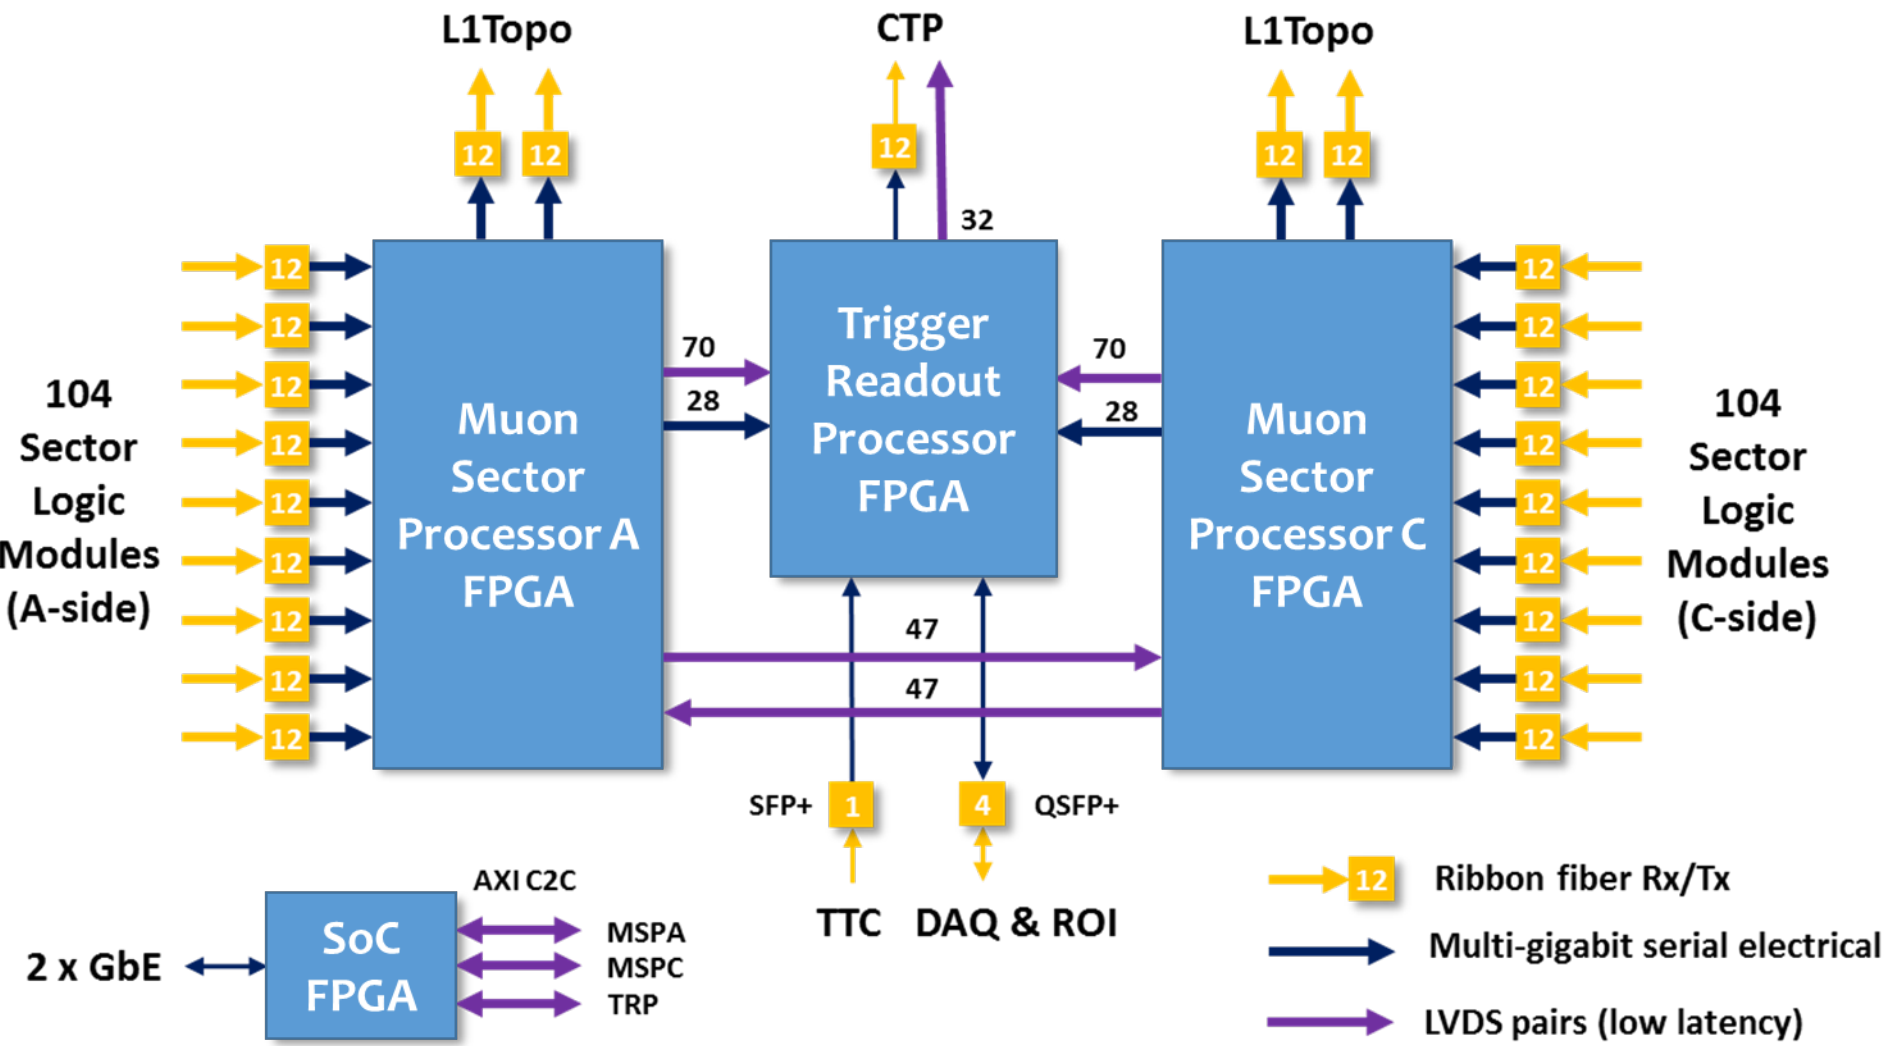 L1Topo
CTP
L1Topo
12
12
12
12
12
32
12
12
12
12
12
12
12
12
12
104
Sector
Logic
Modules
(A-side)
Muon
Sector
Processor A
FPGA
70
28
Trigger
Readout
Processor
FPGA
70
28
47
47
Muon
Sector
Processor C
FPGA
12
12
12
12
12
12
12
12
12
104
Sector
Logic
Modules
(C-side)
SFP+
1
4
QSFP+
TTC
DAQ & ROI
2 x GbE
SoC
FPGA
AXI C2C
MSPA
MSPC
TRP
12
Ribbon fiber Rx/Tx
Multi-gigabit serial electrical
LVDS pairs (low latency)